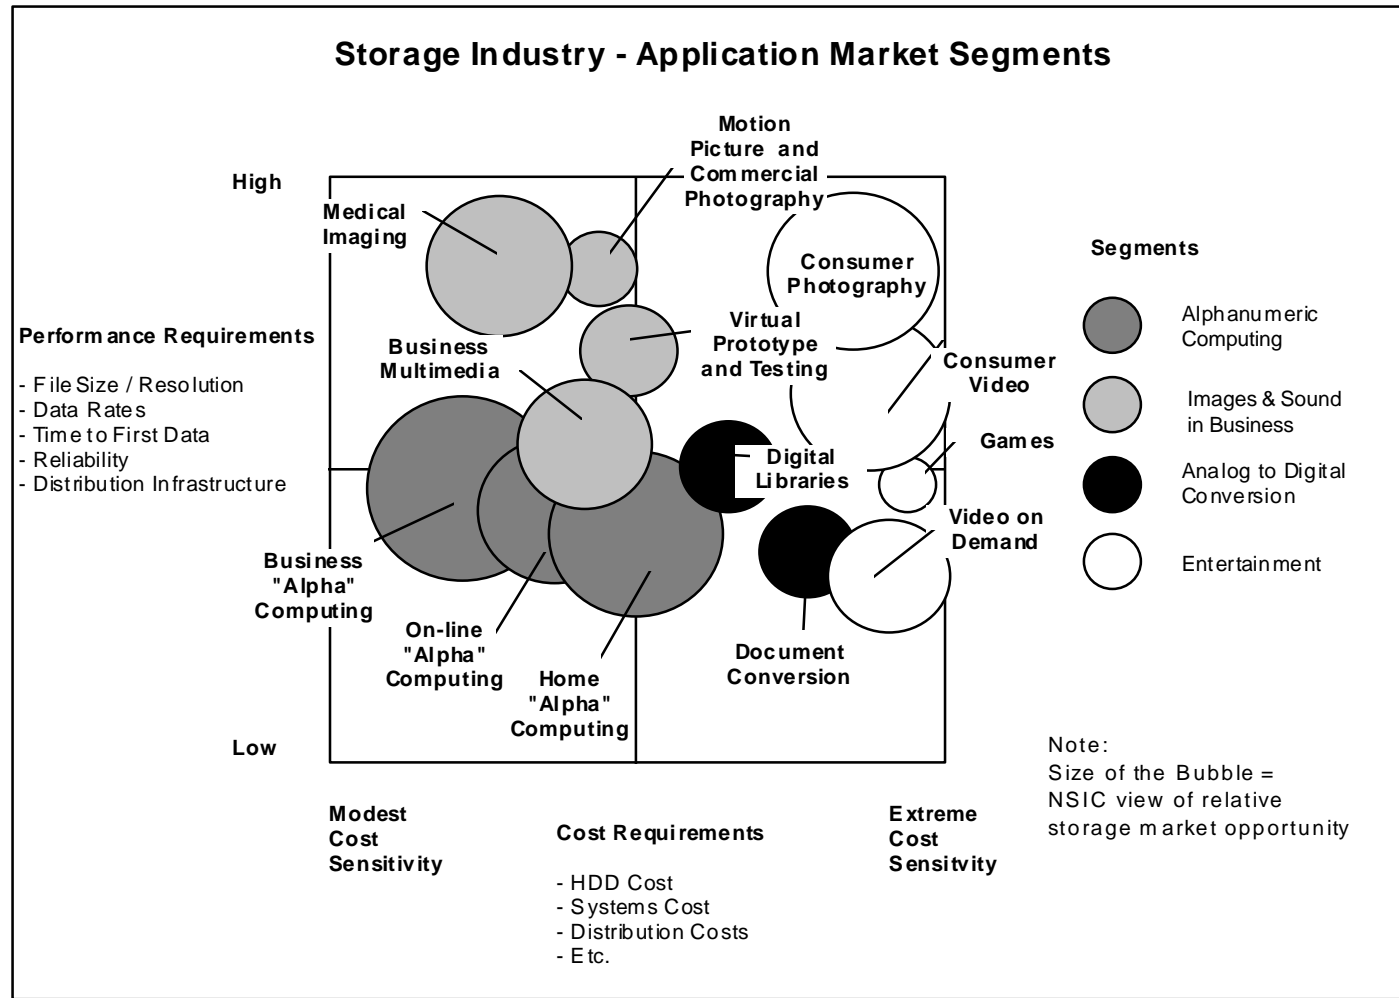 Storage Industry - Application Market Segments
Motion
Picture and
Commercial
Photography
High
Medical
Imaging
Consumer
Photography
Segments
Performance Requirements
- File Size / Resolution
- Data Rates
- Time to First Data
- Reliability
- Distribution Infrastructure
Business
Multimedia
Virtual
Prototype
and Testing
Consumer
Video
Games
Digital
Libraries
Video on
Demand
Alphanumeric
Computing
Images & Sound
in Business
Analog to Digital
Conversion
Entertainment
Business
"Alpha"
Computing
On-line
"Alpha"
Computing
Home
"Alpha"
Computing
Document
Conversion
Low
Note:
Size of the Bubble =
NSIC view of relative
storage market opportunity
Modest
Cost
Sensitivity
Cost Requirements
- HDD Cost
- Systems Cost
- Distribution Costs
- Etc.
Extreme
Cost
Sensitvity